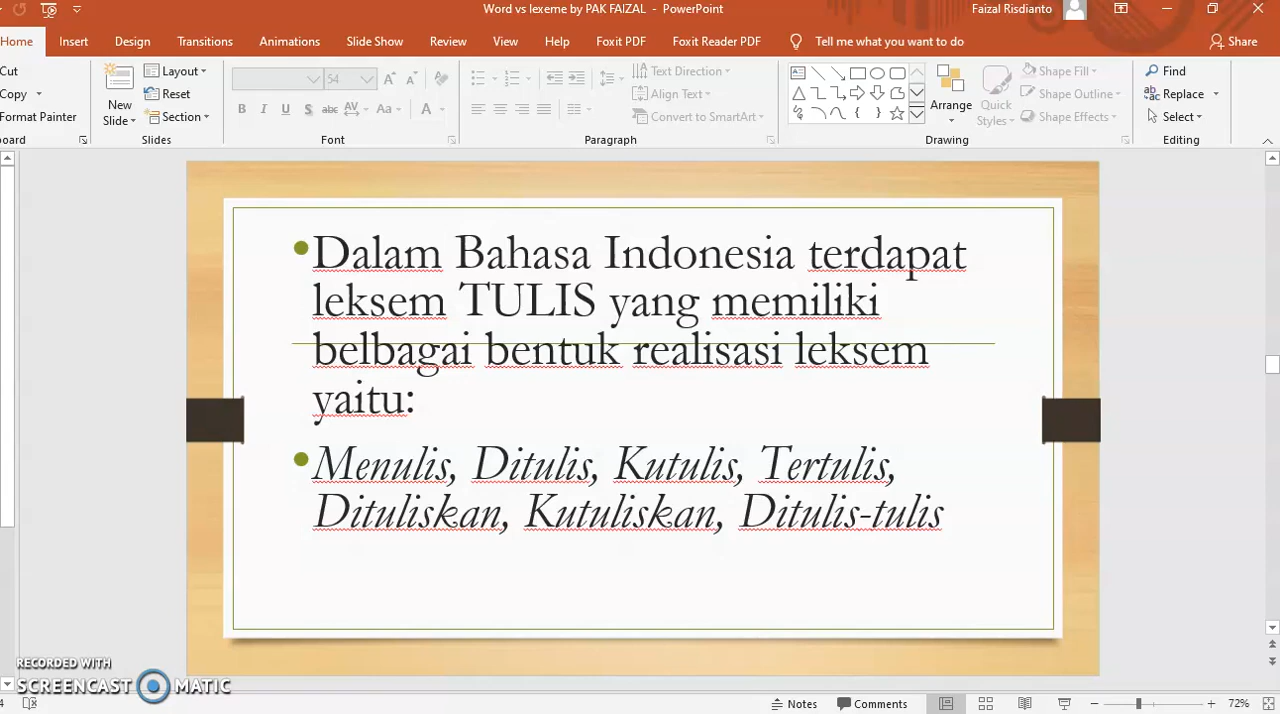 Word vs lexeme by PAK FAIZAL - PowerPoint
Faizal Risdianto
Home Insert Design Transitions Animations Slide Show Review View Help Foxit PDF Foxit Reader PDF Tell me what you want to do Share
Cut
Copy
Format Painter
New
Slide
Layout
Reset
Section
Slides
54
Font
Text Direction
Align Text
Convert to SmartArt
Paragraph
Arrange
Quick
Styles
Shape Fill
Shape Outline
Shape Effects
Drawing
Find
Replace
Select
Editing
Dalam Bahasa Indonesia terdapat
leksem TULIS yang memiliki
belbagai bentuk realisasi leksem
yaitu:
Menulis, Ditulis, Kutulis, Tertulis,
Dituliskan, Kutuliskan, Ditulis-tulis
RECORDED WITH
SCREENCAST MATIC
Notes Comments 72%